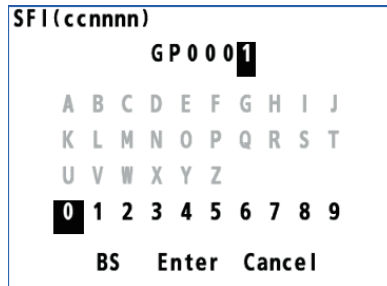 SFI(ccnnnn)
GP0001
A B C D E F G H I J
K L M N O P Q R S T
U V W X Y Z
0 1 2 3 4 5 6 7 8 9
BS Enter Cancel